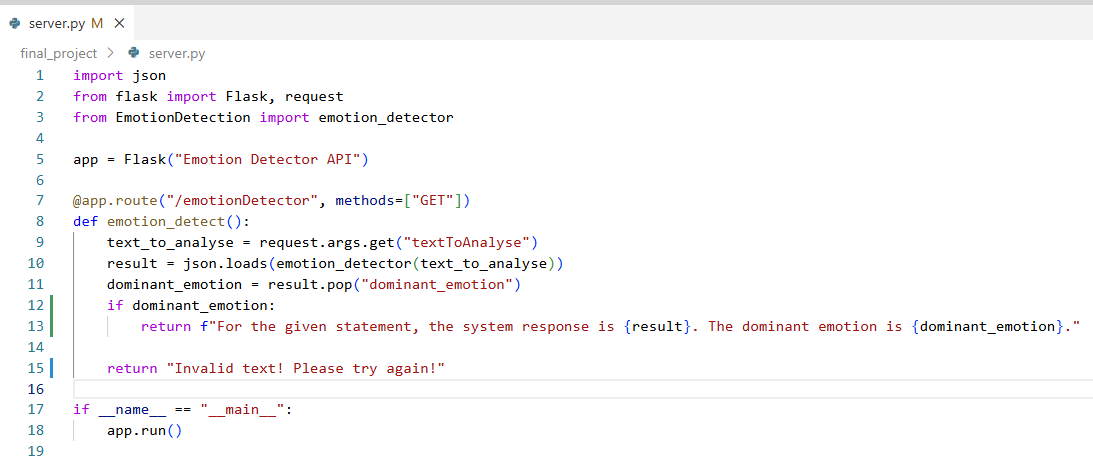 server.py M ×
final_project > server.py
1 import json
2 from flask import Flask, request
3 from EmotionDetection import emotion_detector
4
5 app = Flask("Emotion Detector API")
6
7 @app.route("/emotionDetector", methods=["GET"])
8 def emotion_detect():
9     text_to_analyse = request.args.get("textToAnalyse")
10     result = json.loads(emotion_detector(text_to_analyse))
11     dominant_emotion = result.pop("dominant_emotion")
12     if dominant_emotion:
13         return f"For the given statement, the system response is {result}. The dominant emotion is {dominant_emotion}."
14
15     return "Invalid text! Please try again!"
16
17 if __name__ == "__main__":
18     app.run()
19